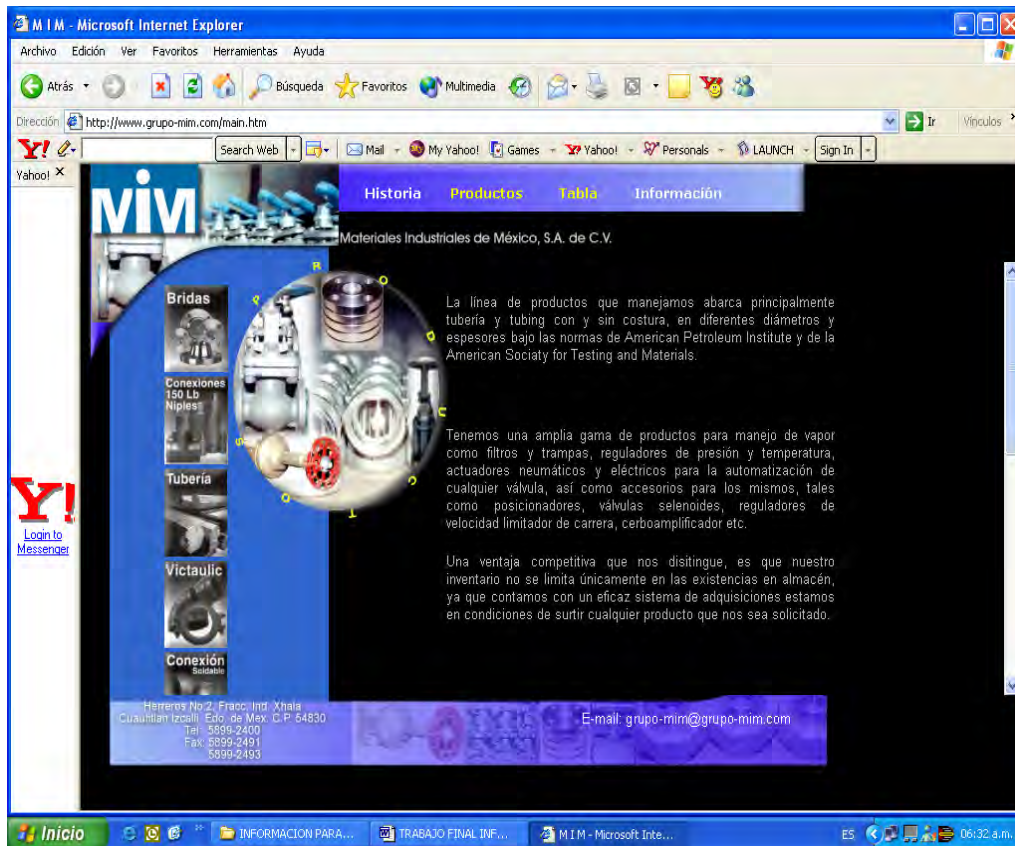 M I M - Microsoft Internet Explorer
Archivo Edición Ver Favoritos Herramientas Ayuda
Atrás Búsqueda Favoritos Multimedia
Dirección http://www.grupo-mim.com/main.htm Ir Vínculos
Y! Search Web Mail My Yahoo! Games Yahoo! Personals LAUNCH Sign In
Yahoo! X
MIM
Historia Productos Tabla Información
Materiales Industriales de México, S.A. de C.V.
PRODUCTOS
Bridas
Conexiones
150 Lb
Niples
Tubería
Victaulic
Conexión
Soldable
La línea de productos que manejamos abarca principalmente
tubería y tubing con y sin costura, en diferentes diámetros y
espesores bajo las normas de American Petroleum Institute y de la
American Sociaty for Testing and Materials.
Tenemos una amplia gama de productos para manejo de vapor
como filtros y trampas, reguladores de presión y temperatura,
actuadores neumáticos y eléctricos para la automatización de
cualquier válvula, así como accesorios para los mismos, tales
como posicionadores, válvulas selenoides, reguladores de
velocidad limitador de carrera, cerboamplificador etc.
Una ventaja competitiva que nos disitingue, es que nuestro
inventario no se limita únicamente en las existencias en almacén,
ya que contamos con un eficaz sistema de adquisiciones estamos
en condiciones de surtir cualquier producto que nos sea solicitado.
Y!
Login to
Messenger
Herreros No.2, Fracc. Ind. Xhala
Cuautitlan Izcalli, Edo. de Mex. C.P. 54830
Tel: 5899-2400
Fax: 5899-2491
5899-2493
E-mail: grupo-mim@grupo-mim.com
Inicio INFORMACION PARA... TRABAJO FINAL INF... M I M - Microsoft Inte... ES 06:32 a.m.